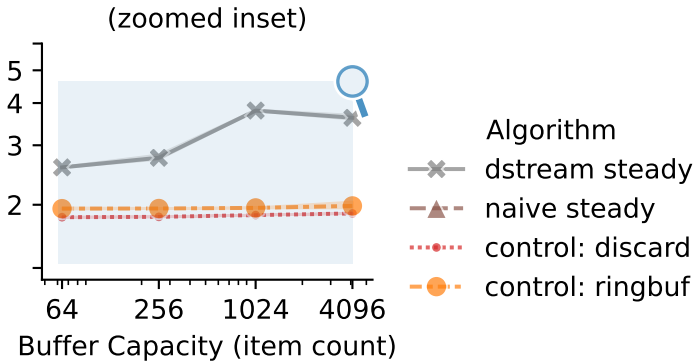 (zoomed inset)
5
4
3
2
64 256 1024 4096
Buffer Capacity (item count)
Algorithm
dstream steady
naive steady
control: discard
control: ringbuf